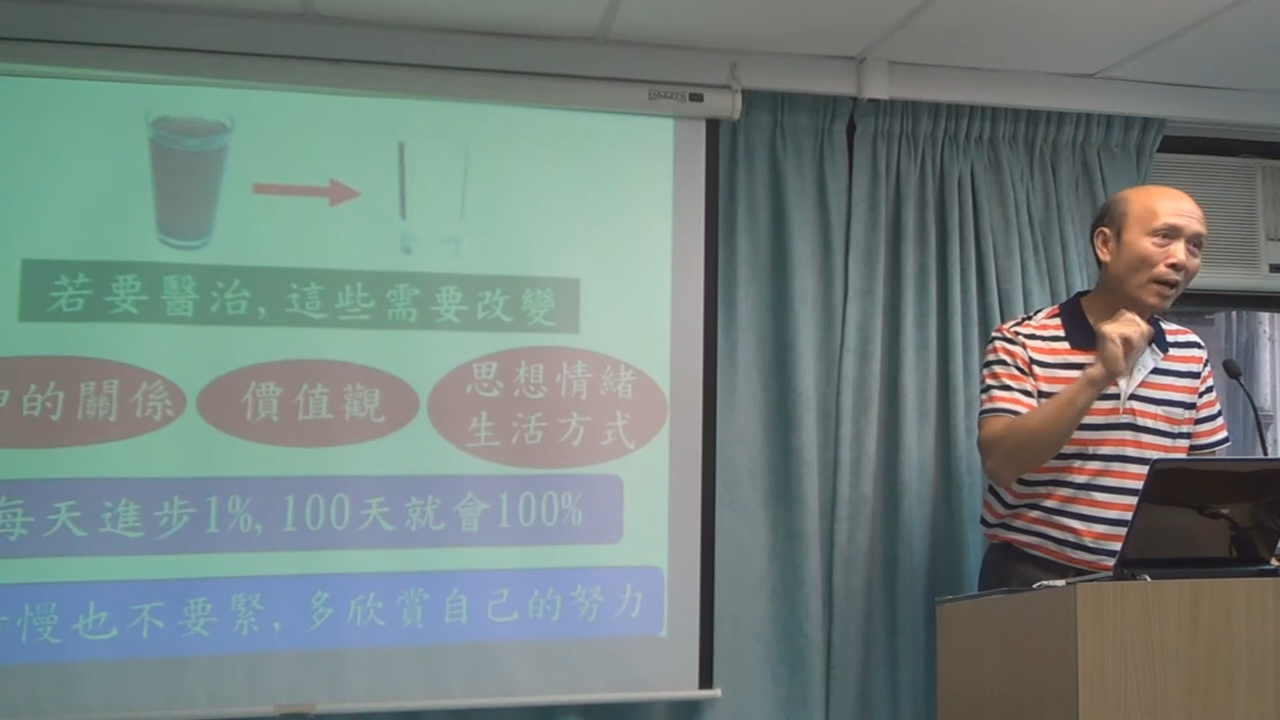 若要醫治,這些需要改變
的關係
價值觀
思想情緒
生活方式
每天進步1%,100天就會100%
慢也不要緊,多欣賞自己的努力